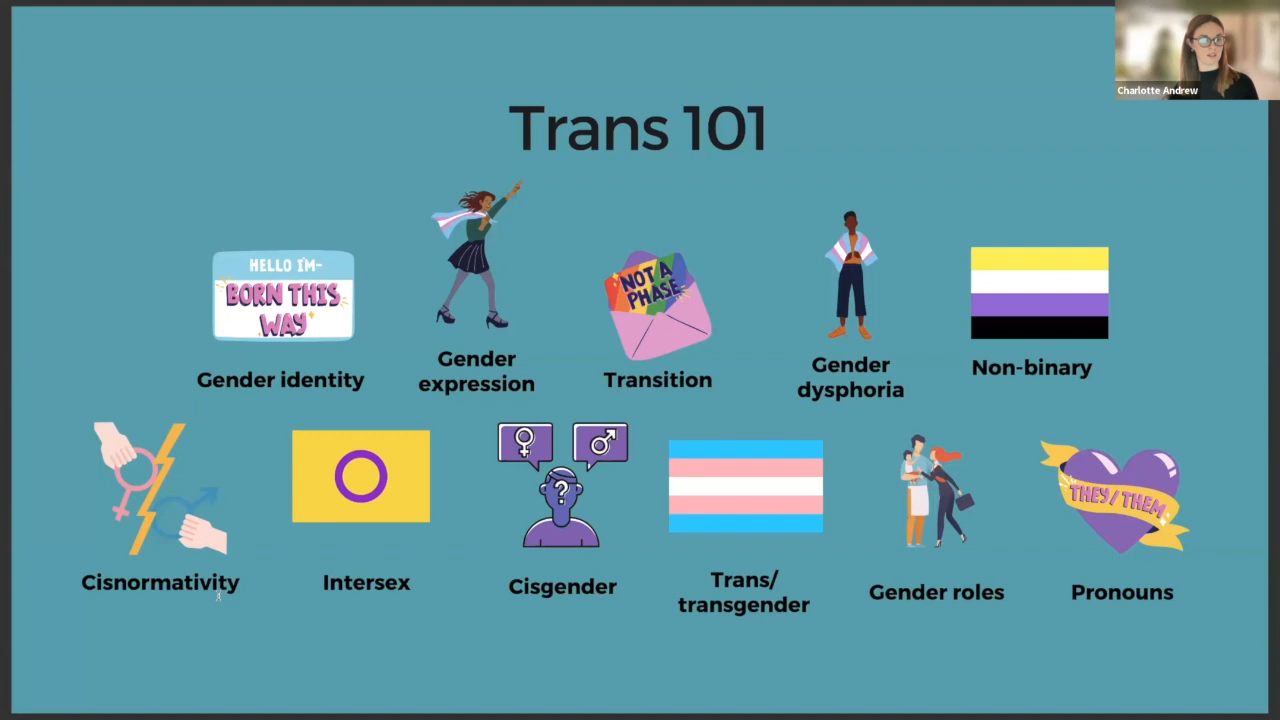 Charlotte Andrew
Trans 101
HELLO I'M-
BORN THIS
WAY
NOT A
PHASE
Gender identity
Gender
expression
Transition
Gender
dysphoria
Non-binary
?
THEY/THEM
Cisnormativity
Intersex
Cisgender
Trans/
transgender
Gender roles
Pronouns